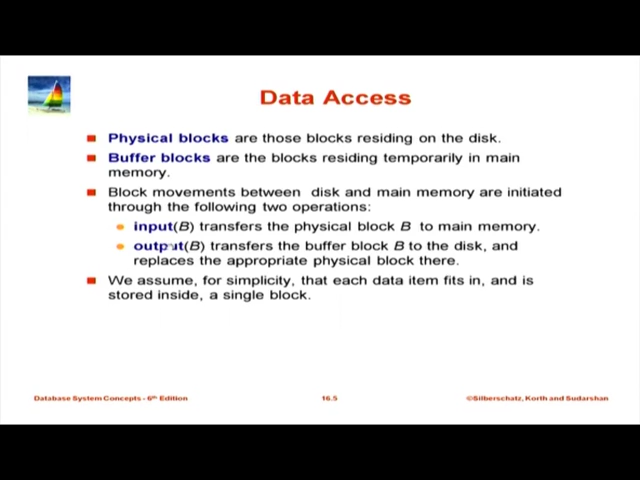 Data Access
Physical blocks are those blocks residing on the disk.
Buffer blocks are the blocks residing temporarily in main
memory.
Block movements between disk and main memory are initiated
through the following two operations:
input(B) transfers the physical block B to main memory.
output(B) transfers the buffer block B to the disk, and
replaces the appropriate physical block there.
We assume, for simplicity, that each data item fits in, and is
stored inside, a single block.
Database System Concepts - 6th Edition
16.5
©Silberschatz, Korth and Sudarshan